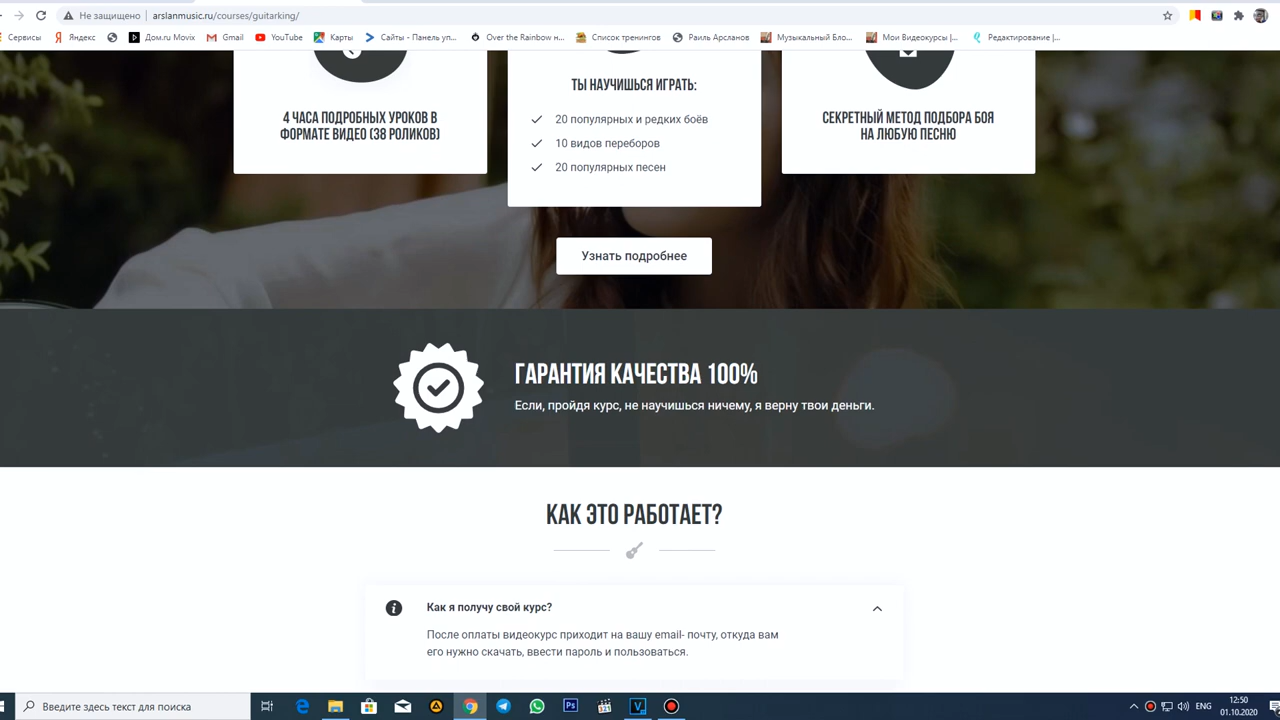 Не защищено
arslanmusic.ru/courses/guitarking/
Сервисы
Яндекс
Дом.ru Movix
Gmail
YouTube
Карты
Сайты - Панель уп...
Over the Rainbow н...
Список тренингов
Раиль Арсланов
Музыкальный Бло...
Мои Видеокурсы |...
Редактирование |...
4 ЧАСА ПОДРОБНЫХ УРОКОВ В
ФОРМАТЕ ВИДЕО (38 РОЛИКОВ)
ТЫ НАУЧИШЬСЯ ИГРАТЬ:
20 популярных и редких боёв
10 видов переборов
20 популярных песен
СЕКРЕТНЫЙ МЕТОД ПОДБОРА БОЯ
НА ЛЮБУЮ ПЕСНЮ
Узнать подробнее
ГАРАНТИЯ КАЧЕСТВА 100%
Если, пройдя курс, не научишься ничему, я верну твои деньги.
КАК ЭТО РАБОТАЕТ?
Как я получу свой курс?
После оплаты видеокурс приходит на вашу email- почту, откуда вам
его нужно скачать, ввести пароль и пользоваться.
Введите здесь текст для поиска
Ps
321
V
ENG
12:50
01.10.2020